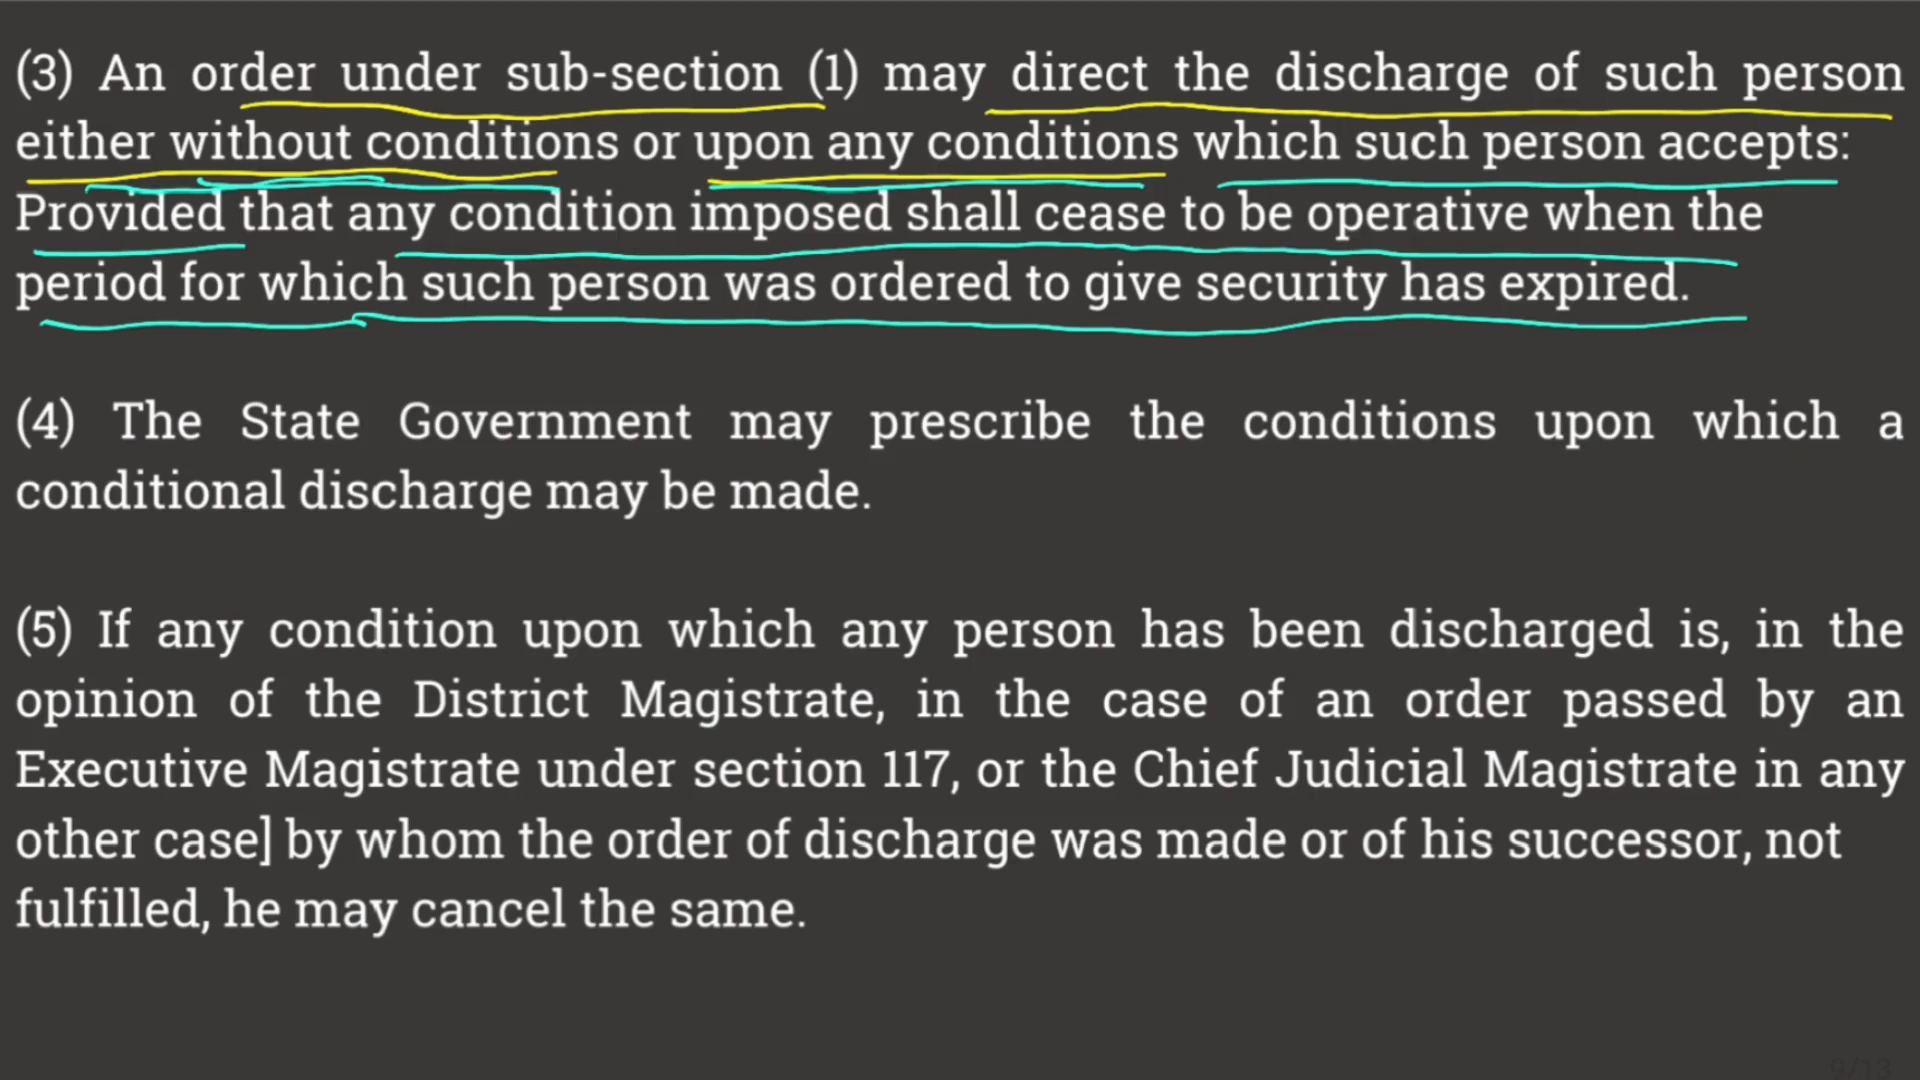 (3) An order under sub-section (1) may direct the discharge of such person
either without conditions or upon any conditions which such person accepts:
Provided that any condition imposed shall cease to be operative when the
period for which such person was ordered to give security has expired.
(4) The State Government may prescribe the conditions upon which a
conditional discharge may be made.
(5) If any condition upon which any person has been discharged is, in the
opinion of the District Magistrate, in the case of an order passed by an
Executive Magistrate under section 117, or the Chief Judicial Magistrate in any
other case] by whom the order of discharge was made or of his successor, not
fulfilled, he may cancel the same.
9/13